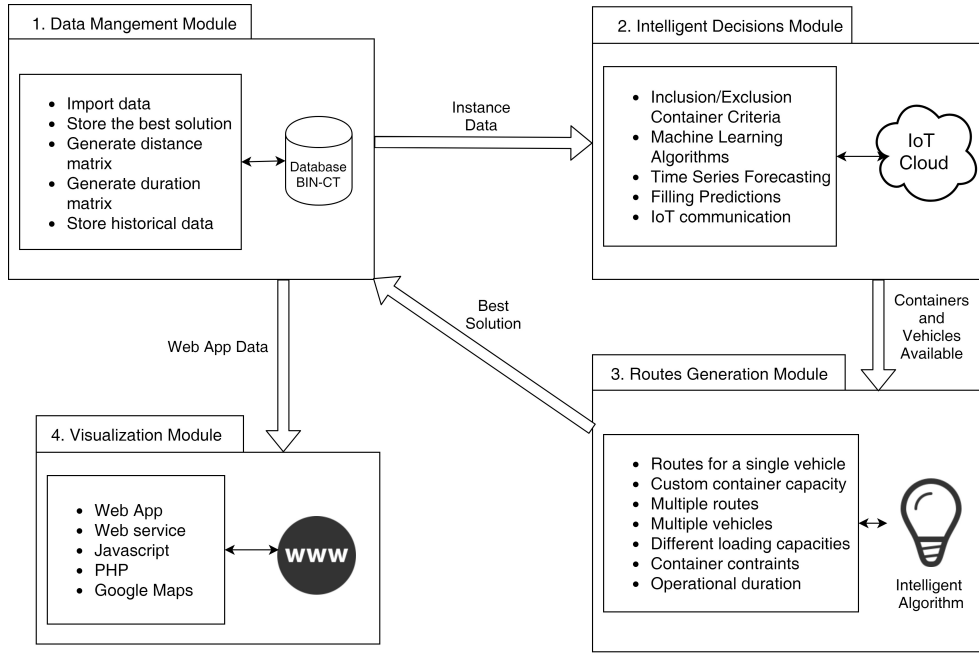 1. Data Mangement Module
• Import data
• Store the best solution
• Generate distance
matrix
• Generate duration
matrix
• Store historical data
Database
BIN-CT
Instance
Data
2. Intelligent Decisions Module
• Inclusion/Exclusion
Container Criteria
• Machine Learning
Algorithms
• Time Series Forecasting
• Filling Predictions
• IoT communication
IoT
Cloud
Web App Data
Best
Solution
Containers
and
Vehicles
Available
3. Routes Generation Module
• Routes for a single vehicle
• Custom container capacity
• Multiple routes
• Multiple vehicles
• Different loading capacities
• Container contraints
• Operational duration
Intelligent
Algorithm
4. Visualization Module
• Web App
• Web service
• Javascript
• PHP
• Google Maps
www